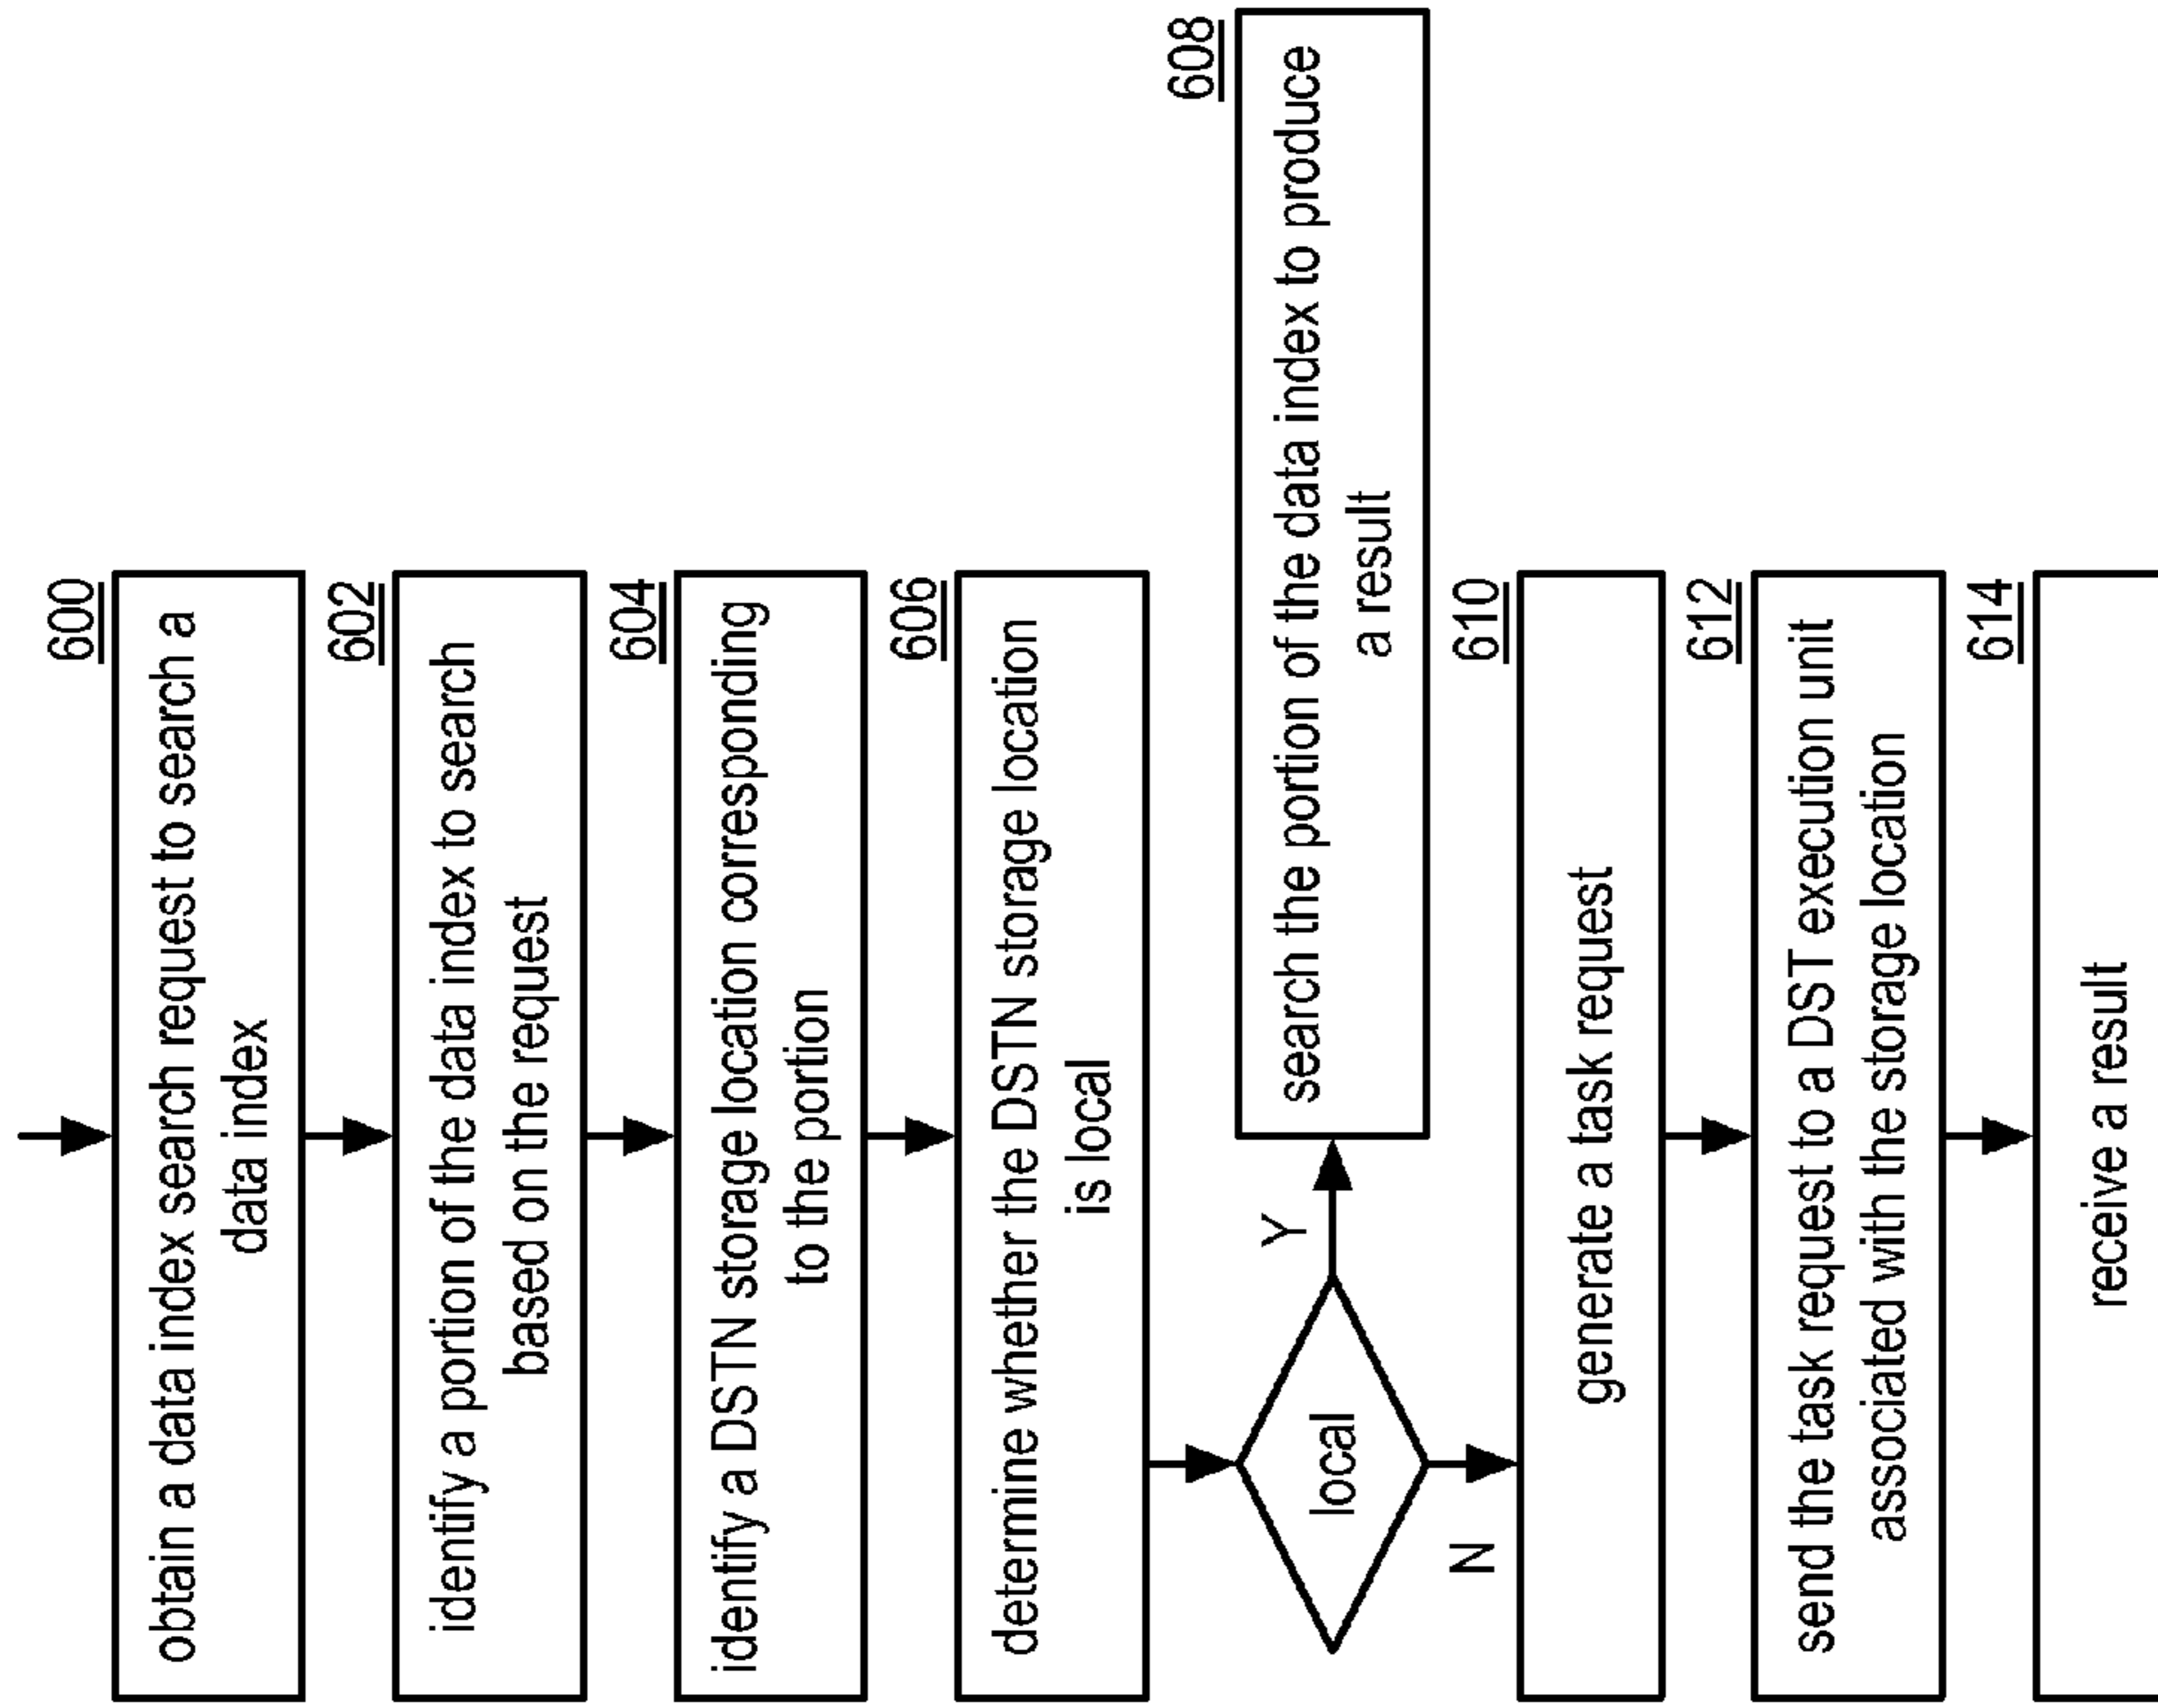 600
obtain a data index search request to search a
data index
602
identify a portion of the data index to search
based on the request
604
identify a DSTN storage location corresponding
to the portion
606
determine whether the DSTN storage location
is local
local
Y
608
search the portion of the data index to produce
a result
N
610
generate a task request
612
send the task request to a DST execution unit
associated with the storage location
614
receive a result